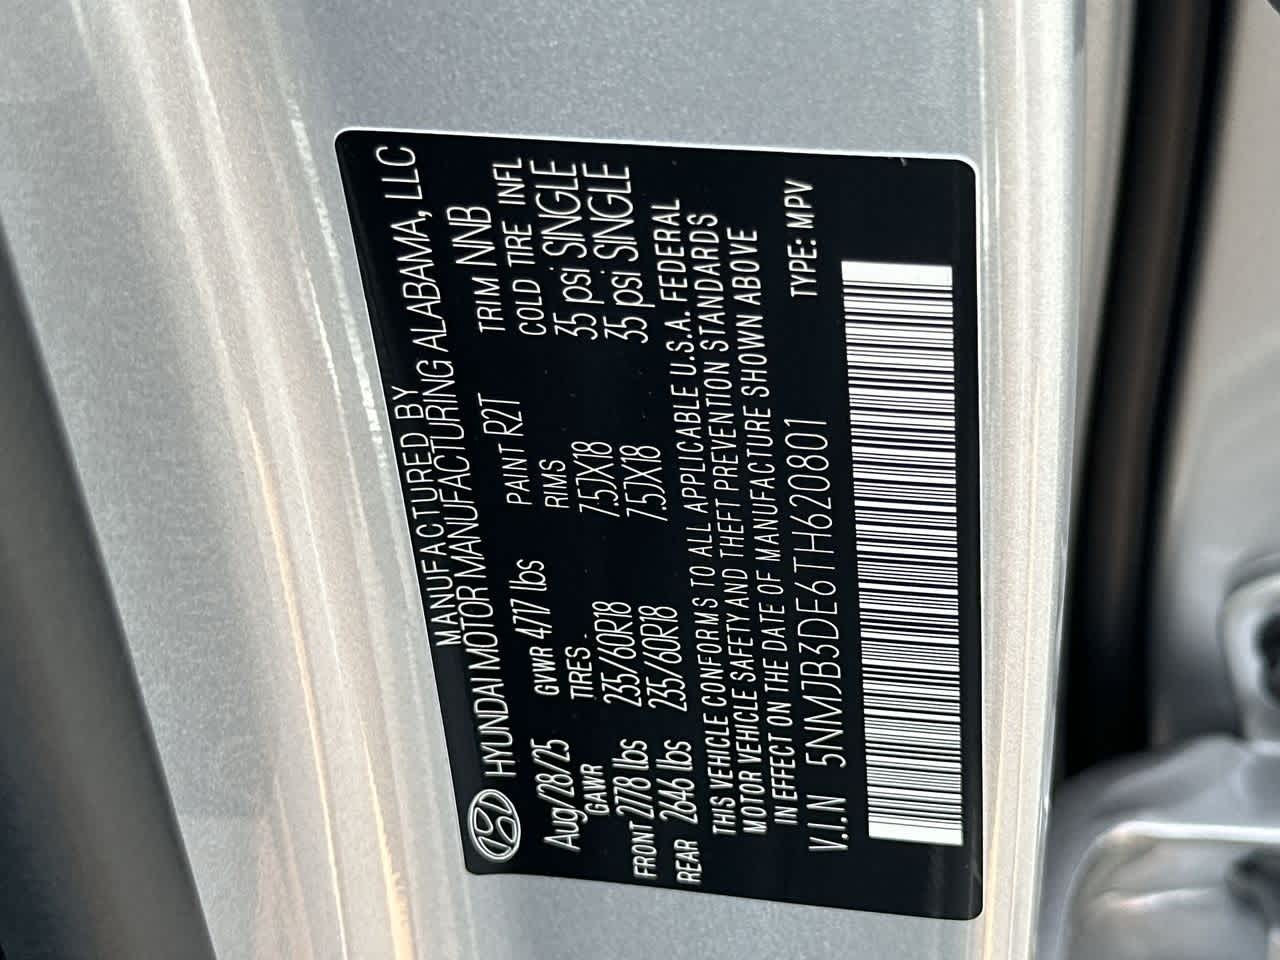 MANUFACTURED BY
HYUNDAI MOTOR MANUFACTURING ALABAMA, LLC
Aug/28/25 GVWR 4717 lbs PAINT R2T TRIM NNB
GAWR TIRES RIMS COLD TIRE INFL
FRONT 2778 lbs 235/60R18 7.5JX18 35 psi SINGLE
REAR 2646 lbs 235/60R18 7.5JX18 35 psi SINGLE
THIS VEHICLE CONFORMS TO ALL APPLICABLE U.S.A. FEDERAL
MOTOR VEHICLE SAFETY AND THEFT PREVENTION STANDARDS
IN EFFECT ON THE DATE OF MANUFACTURE SHOWN ABOVE
V.I.N 5NMJB3DE6TH620801 TYPE: MPV